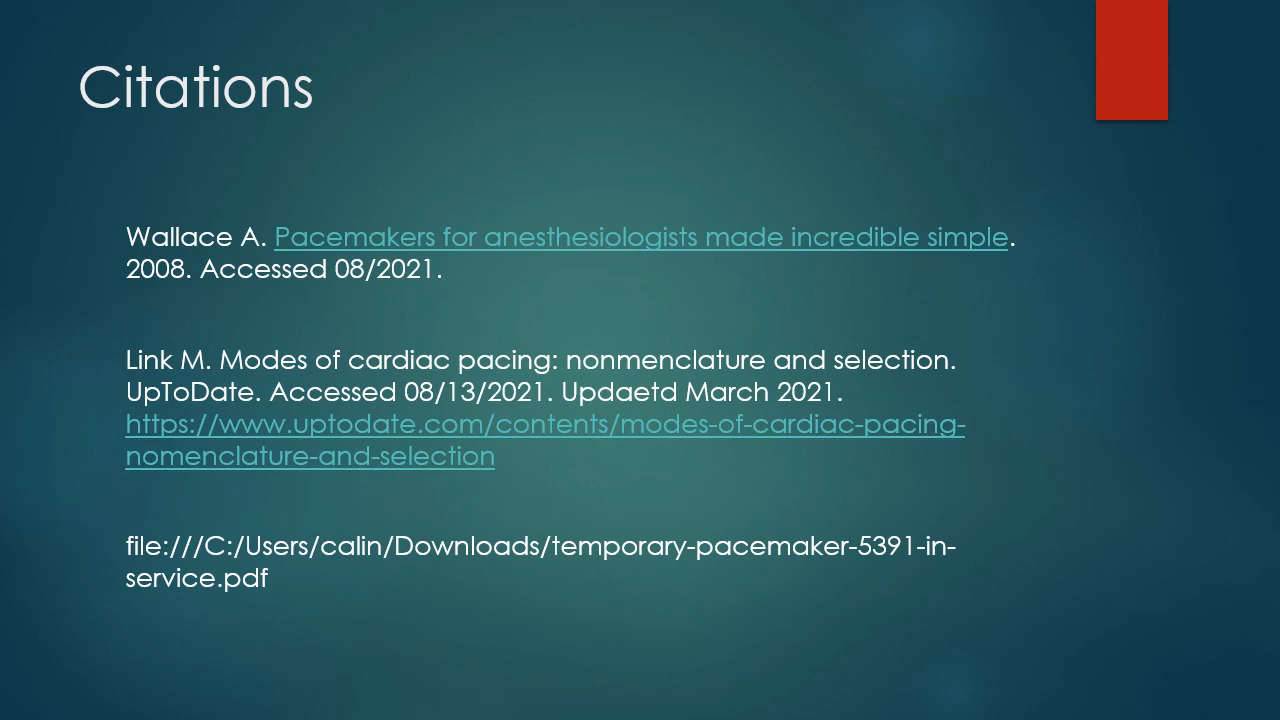 Citations
Wallace A. Pacemakers for anesthesiologists made incredible simple.
2008. Accessed 08/2021.
Link M. Modes of cardiac pacing: nonmenclature and selection.
UpToDate. Accessed 08/13/2021. Updaetd March 2021.
https://www.uptodate.com/contents/modes-of-cardiac-pacing-
nomenclature-and-selection
file:///C:/Users/calin/Downloads/temporary-pacemaker-5391-in-
service.pdf